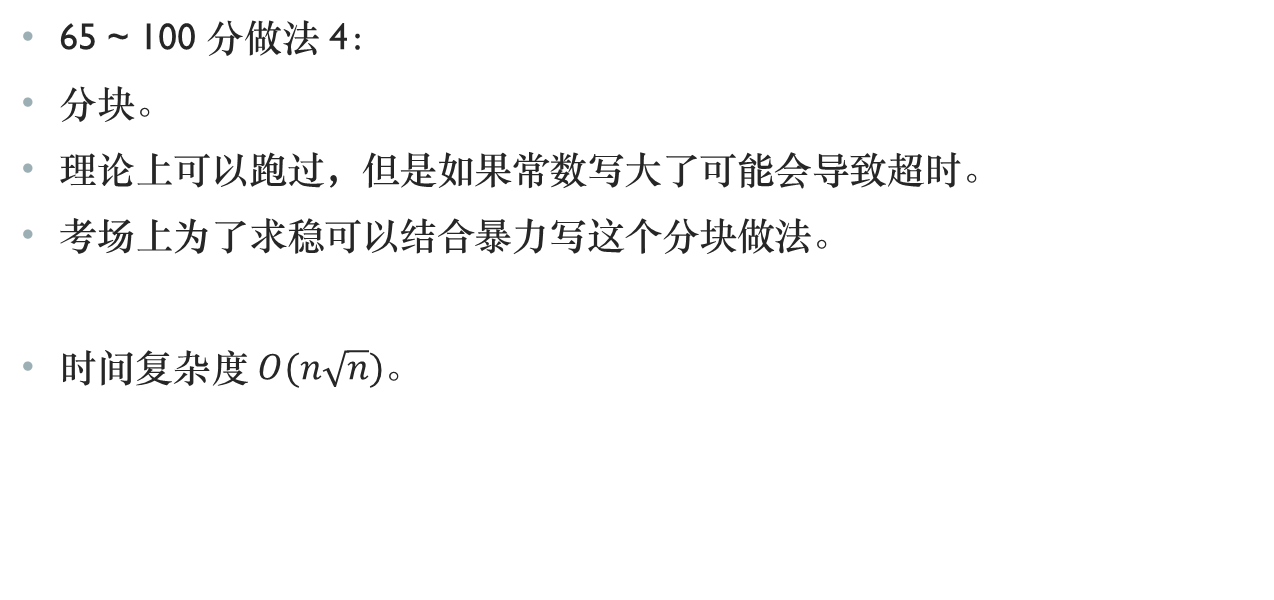 • 65 ~ 100 分做法 4：
• 分块。
• 理论上可以跑过，但是如果常数写大了可能会导致超时。
• 考场上为了求稳可以结合暴力写这个分块做法。
• 时间复杂度 O(n√n)。